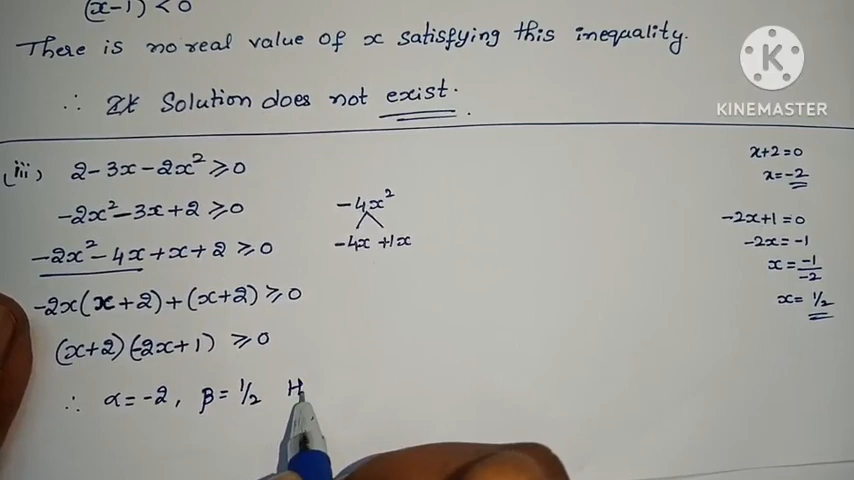 (x-1) < 0
There is no real value of x satisfying this inequality.
∴ Solution does not exist.
K
KINEMASTER
(iii) 2-3x-2x² ≥ 0
-2x²-3x+2 ≥ 0
-2x²-4x+x+2 ≥ 0
-2x(x+2)+(x+2) ≥ 0
(x+2)(-2x+1) ≥ 0
∴ α=-2, β=1/2 H
-4x²
-4x +1x
x+2=0
x=-2
-2x+1=0
-2x=-1
x=-1/-2
x=1/2